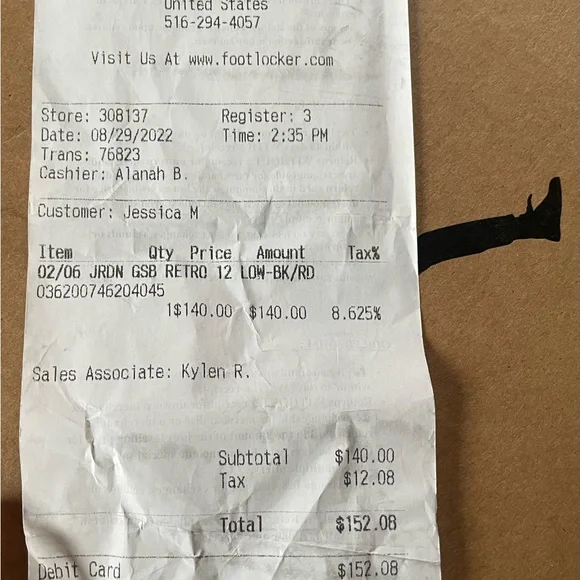 United States
516-294-4057
Visit Us At www.footlocker.com
Store: 308137 Register: 3
Date: 08/29/2022 Time: 2:35 PM
Trans: 76823
Cashier: Alanah B.
Customer: Jessica M
Item Qty Price Amount Tax%
02/06 JRDN GSB RETRO 12 LOW-BK/RD
036200746204045
1$140.00 $140.00 8.625%
Sales Associate: Kylen R.
Subtotal $140.00
Tax $12.08
Total $152.08
Debit Card $152.08